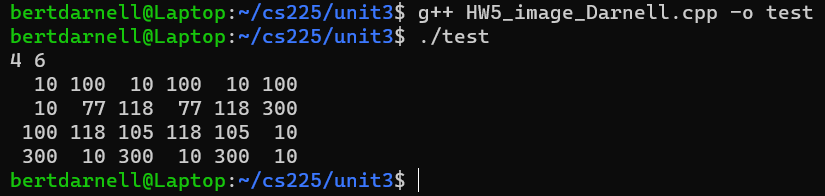 bertdarnell@Laptop:~/cs225/unit3$ g++ HW5_image_Darnell.cpp -o test
bertdarnell@Laptop:~/cs225/unit3$ ./test
4 6
  10 100  10 100  10 100
  10  77 118  77 118 300
 100 118 105 118 105  10
 300  10 300  10 300  10
bertdarnell@Laptop:~/cs225/unit3$